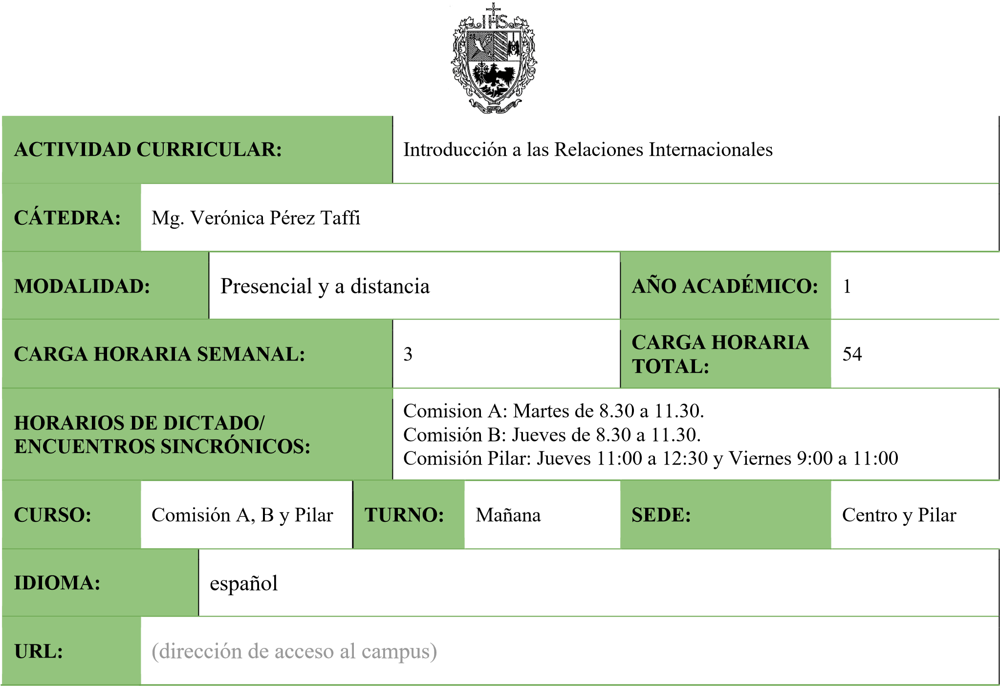 IHS
ACTIVIDAD CURRICULAR: Introducción a las Relaciones Internacionales
CÁTEDRA: Mg. Verónica Pérez Taffi
MODALIDAD: Presencial y a distancia AÑO ACADÉMICO: 1
CARGA HORARIA SEMANAL: 3 CARGA HORARIA
TOTAL: 54
HORARIOS DE DICTADO/
ENCUENTROS SINCRÓNICOS:
Comision A: Martes de 8.30 a 11.30.
Comisión B: Jueves de 8.30 a 11.30.
Comisión Pilar: Jueves 11:00 a 12:30 y Viernes 9:00 a 11:00
CURSO: Comisión A, B y Pilar TURNO: Mañana SEDE: Centro y Pilar
IDIOMA: español
URL: (dirección de acceso al campus)